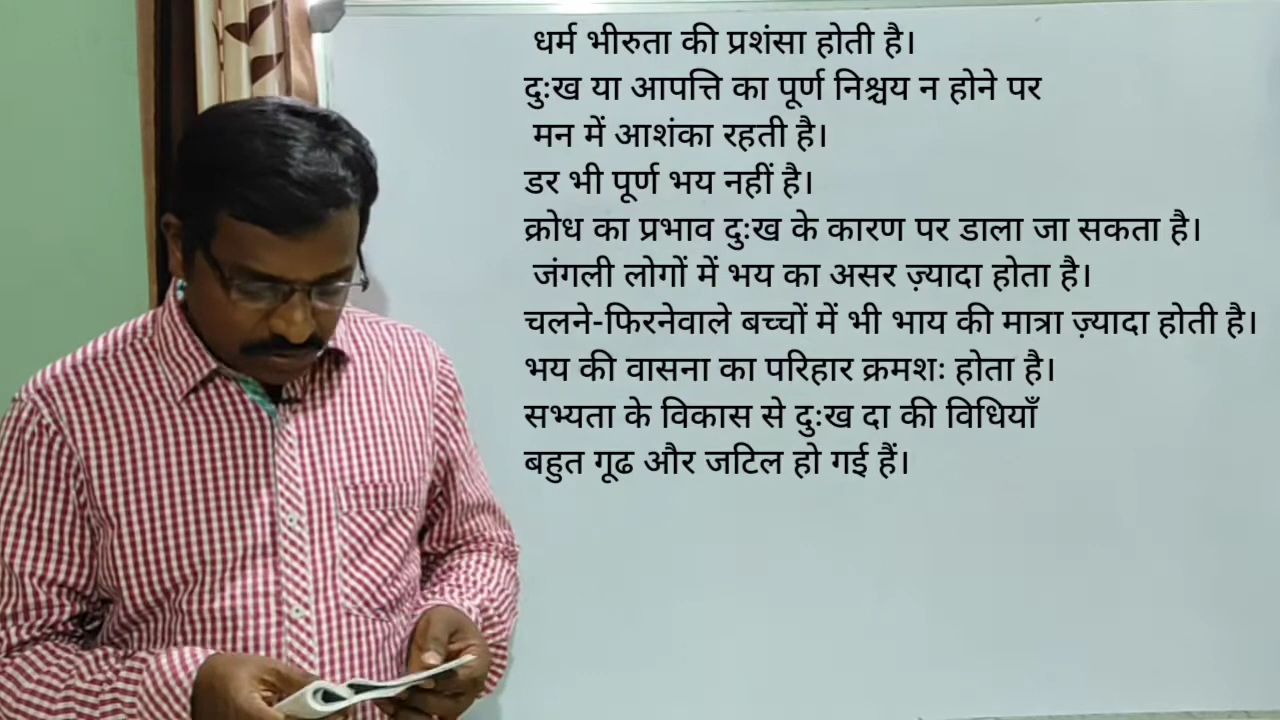 धर्म भीरुता की प्रशंसा होती है।
दुःख या आपत्ति का पूर्ण निश्चय न होने पर
मन में आशंका रहती है।
डर भी पूर्ण भय नहीं है।
क्रोध का प्रभाव दुःख के कारण पर डाला जा सकता है।
जंगली लोगों में भय का असर ज़्यादा होता है।
चलने-फिरनेवाले बच्चों में भी भाय की मात्रा ज़्यादा होती है।
भय की वासना का परिहार क्रमशः होता है।
सभ्यता के विकास से दुःख दा की विधियाँ
बहुत गूढ और जटिल हो गई हैं।